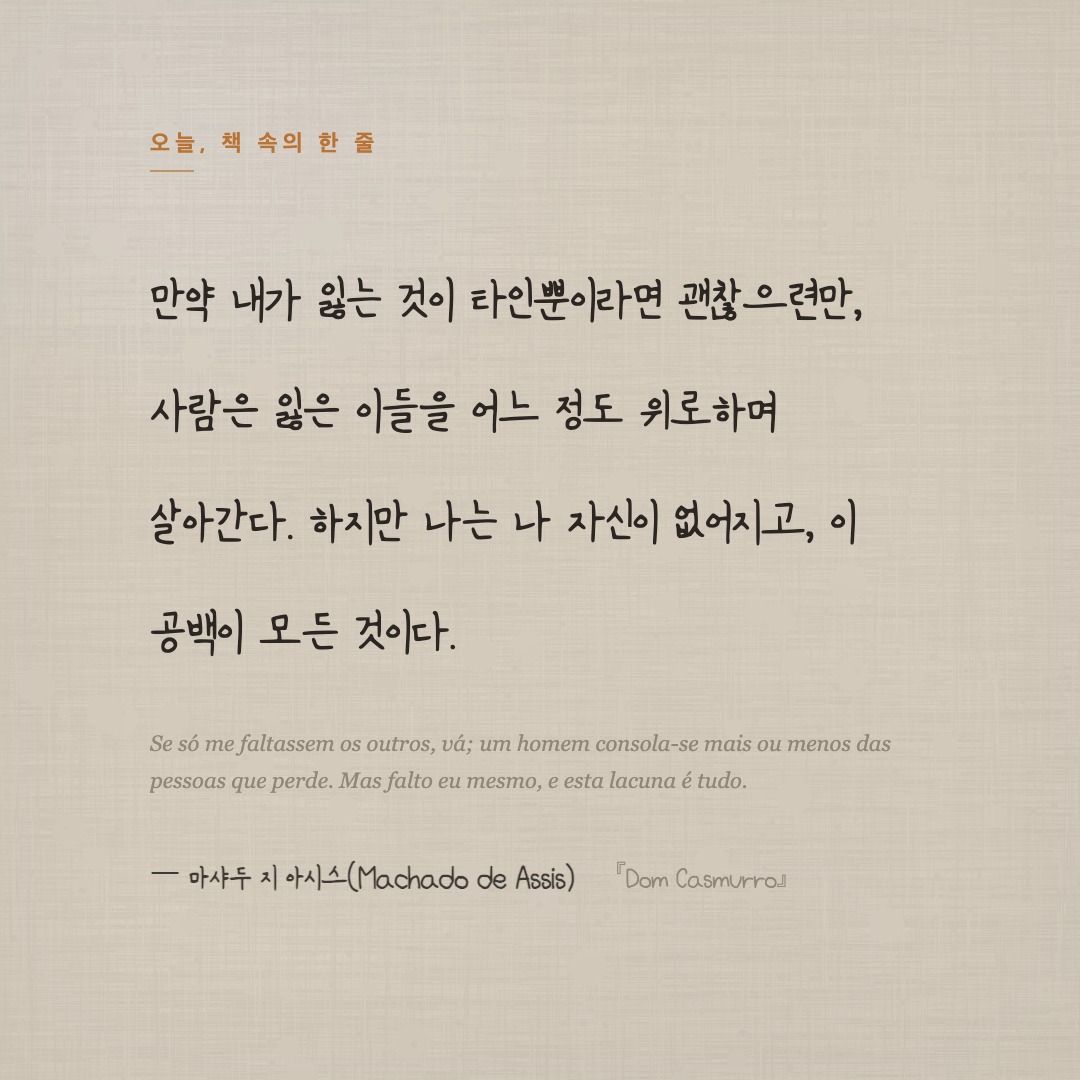 오늘, 책 속의 한 줄
만약 내가 잃는 것이 타인뿐이라면 괜찮으련만,
사람은 잃은 이들을 어느 정도 위로하며
살아간다. 하지만 나는 나 자신이 없어지고, 이
공백이 모든 것이다.
Se só me faltassem os outros, vá; um homem consola-se mais ou menos das
pessoas que perde. Mas falto eu mesmo, e esta lacuna é tudo.
— 마샤두 지 아시스(Machado de Assis) 『Dom Casmurro』